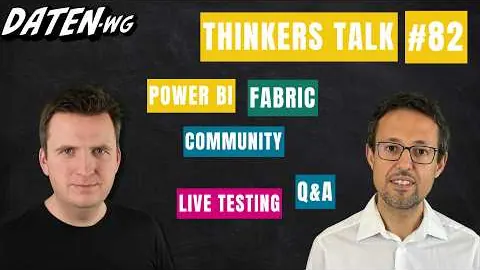 DATEN-WG
THINKERS TALK #82
POWER BI FABRIC
COMMUNITY
LIVE TESTING Q&A